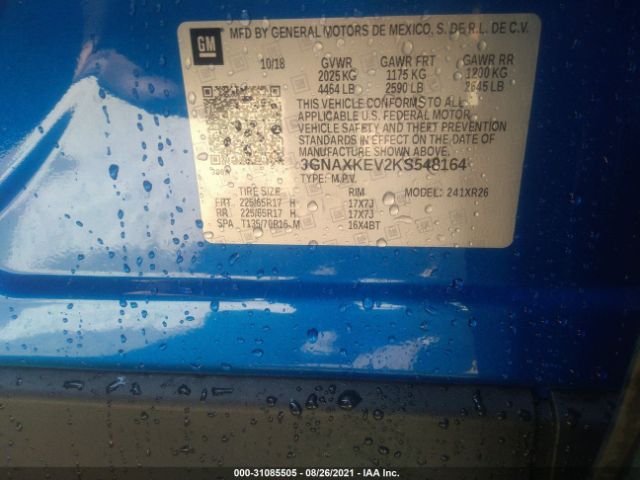 GM
MFD BY GENERAL MOTORS DE MEXICO, S. DE R.L. DE C.V.
10/18 GVWR GAWR FRT GAWR RR
2025 KG 1175 KG 1200 KG
4464 LB 2590 LB 2645 LB
THIS VEHICLE CONFORMS TO ALL
APPLICABLE U.S. FEDERAL MOTOR
VEHICLE SAFETY STANDARDS IN EFFECT ON THE DATE OF
MANUFACTURE SHOWN ABOVE.
3GNAXKEV2KS548164
TYPE: M.P.V.
TIRE SIZE RIM MODEL: 241XR26
FRT 225/65R17 H 17X7J
RR 225/65R17 H 17X7J
SPA T135/70R16 M 16X4BT
000-31085505 - 08/26/2021 - IAA Inc.